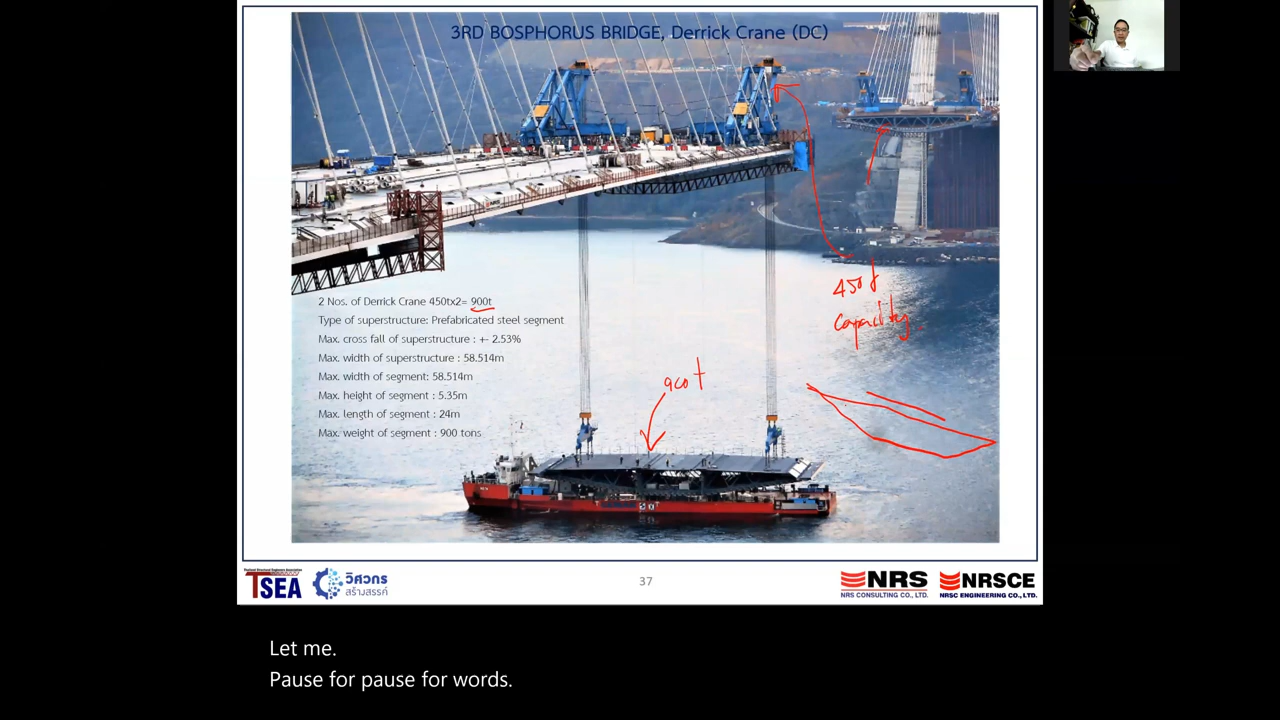 3RD BOSPHORUS BRIDGE, Derrick Crane (DC)
450t
capacity
2 Nos. of Derrick Crane 450tx2= 900t
Type of superstructure: Prefabricated steel segment
Max. cross fall of superstructure : +- 2.53%
Max. width of superstructure : 58.514m
Max. width of segment: 58.514m
Max. height of segment : 5.35m
Max. length of segment : 24m
Max. weight of segment : 900 tons
900 t
TSEA
วิศวกร
สร้างสรรค์
37
NRS
NRS CONSULTING CO., LTD.
NRSCE
NRSC ENGINEERING CO., LTD.
Let me.
Pause for pause for words.